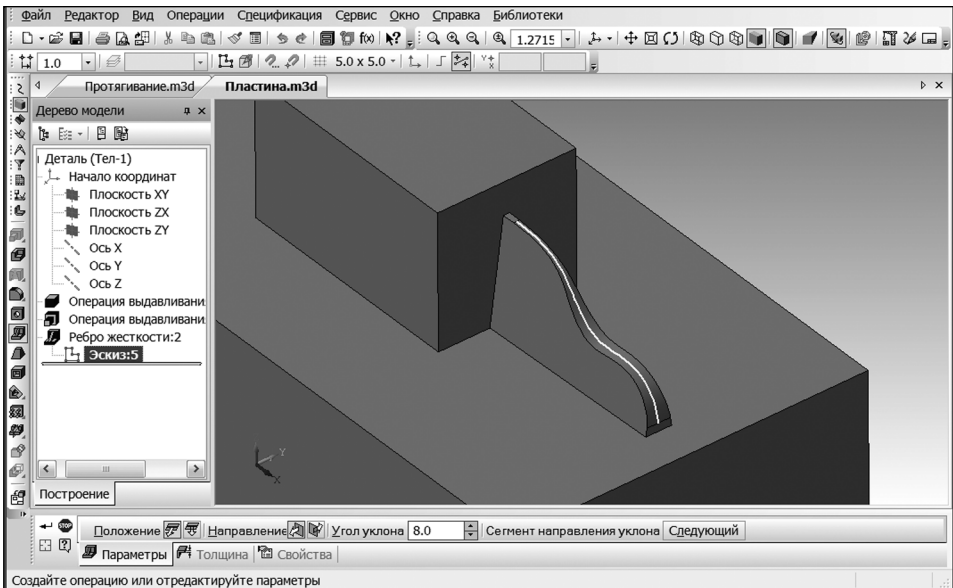 Файл Редактор Вид Операции Спецификация Сервис Окно Справка Библиотеки
1.2715
1.0 5.0 x 5.0
Протягивание.m3d Пластина.m3d
Дерево модели
Деталь (Тел-1)
Начало координат
Плоскость XY
Плоскость ZX
Плоскость ZY
Ось X
Ось Y
Ось Z
Операция выдавливани
Операция выдавливани
Ребро жесткости:2
Эскиз:5
Y
X
Построение
Положение Направление Угол уклона 8.0 Сегмент направления уклона Следующий
STOP
Параметры Толщина Свойства
Создайте операцию или отредактируйте параметры